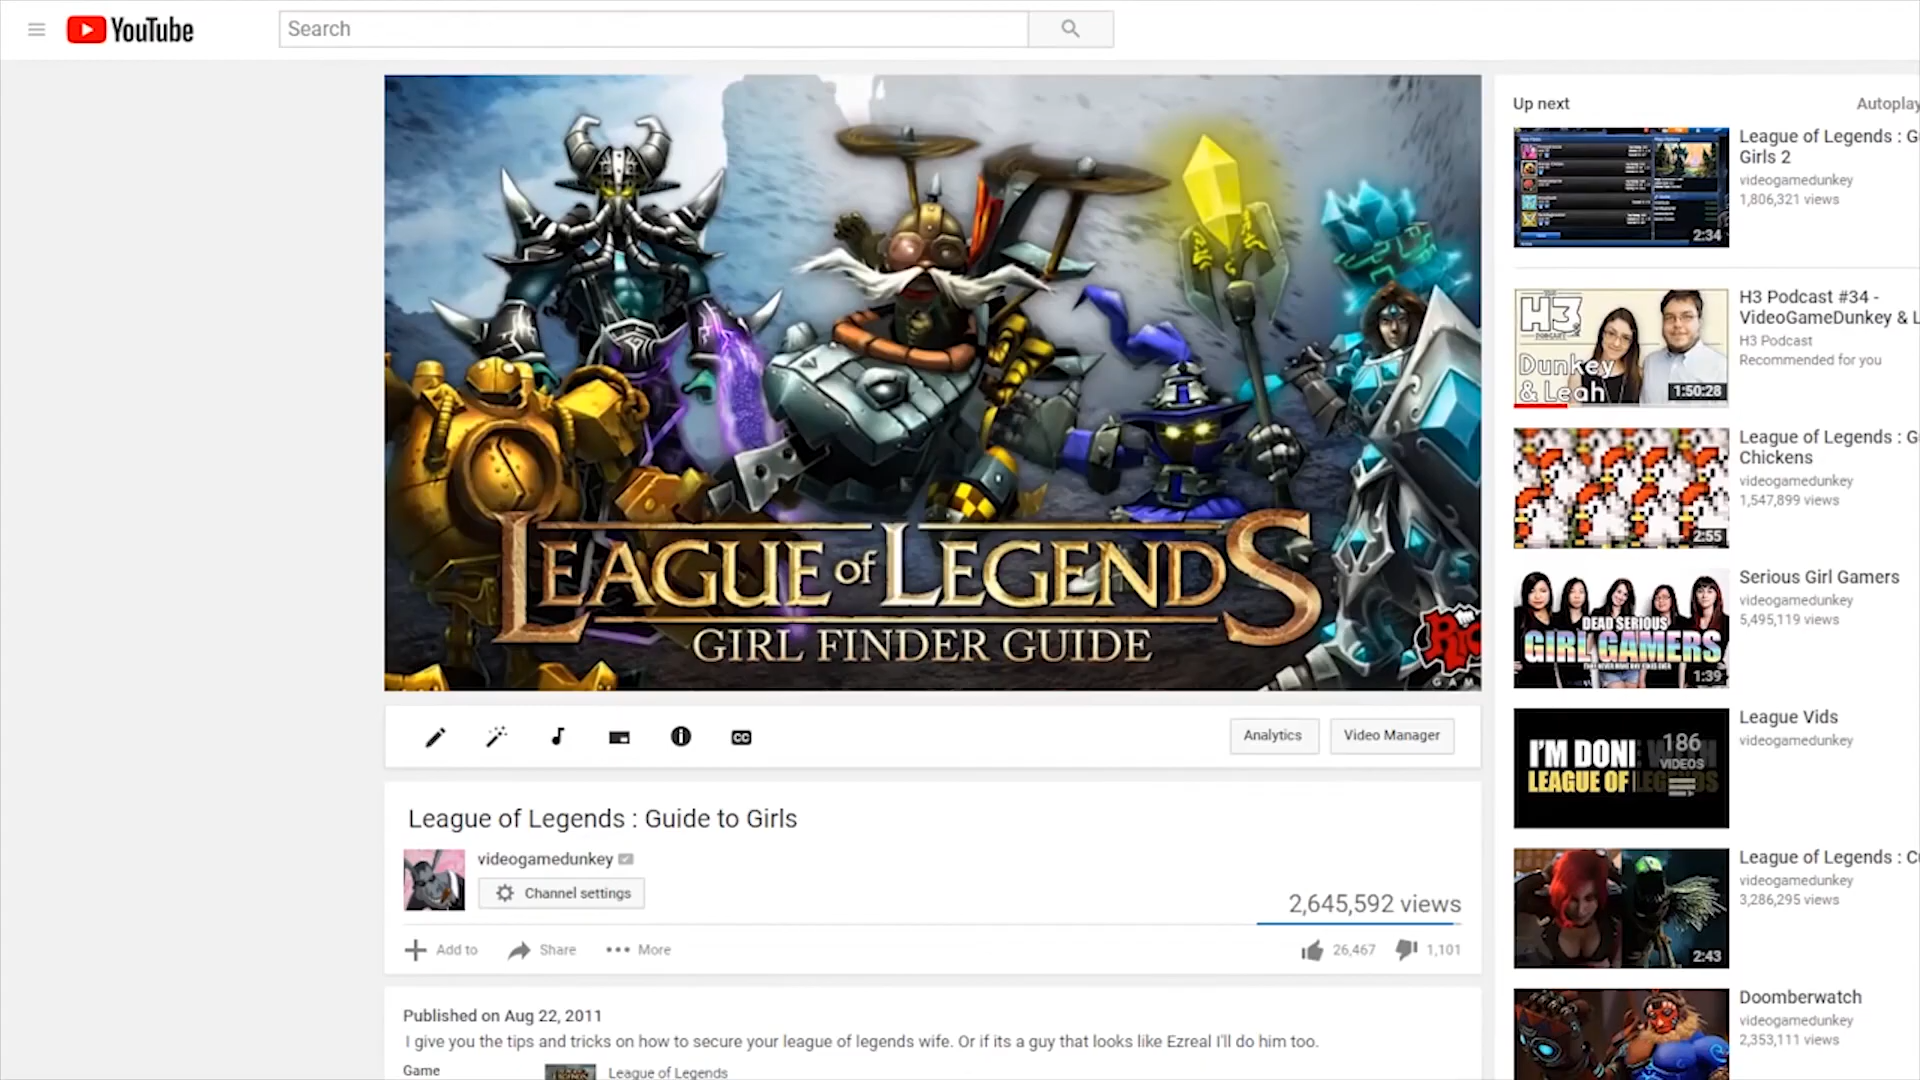 YouTube
Search
LEAGUE of LEGENDS
GIRL FINDER GUIDE
Analytics
Video Manager
League of Legends : Guide to Girls
videogamedunkey
Channel settings
2,645,592 views
Add to
Share
More
26,467
1,101
Published on Aug 22, 2011
I give you the tips and tricks on how to secure your league of legends wife. Or if its a guy that looks like Ezreal I'll do him too.
Game
League of Legends
Up next
Autoplay
League of Legends : G
Girls 2
videogamedunkey
1,806,321 views
2:34
H3
PODCAST
Dunkey
& Leah
1:50:28
H3 Podcast #34 -
VideoGameDunkey & L
H3 Podcast
Recommended for you
2:55
League of Legends : G
Chickens
videogamedunkey
1,547,899 views
DEAD SERIOUS
GIRL GAMERS
1:39
Serious Girl Gamers
videogamedunkey
5,495,119 views
I'M DONE WITH
LEAGUE OF LEGENDS
186
VIDEOS
League Vids
videogamedunkey
2:43
League of Legends : C
videogamedunkey
3,286,295 views
Doomberwatch
videogamedunkey
2,353,111 views